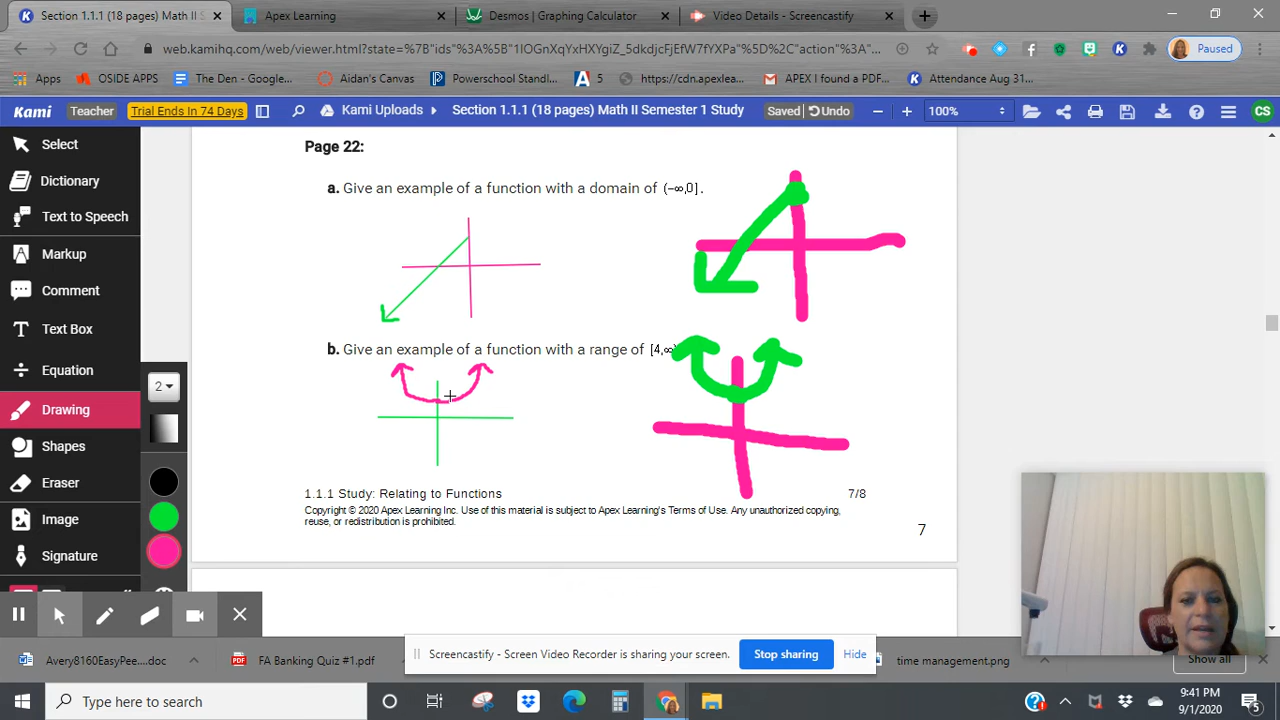 Section 1.1.1 (18 pages) Math II S
Apex Learning
Desmos | Graphing Calculator
Video Details - Screencastify
web.kamihq.com/web/viewer.html?state=%7B"ids"%3A%5B"1IOGnXqYxHXYgiZ_5dkdjcFjEfW7fYXPa"%5D%2C"action"%3A"...
Paused
Apps
OSIDE APPS
The Den - Google...
Aidan's Canvas
Powerschool Standl...
5
https://cdn.apexlea...
APEX I found a PDF...
Attendance Aug 31...
Kami
Teacher
Trial Ends In 74 Days
Kami Uploads
Section 1.1.1 (18 pages) Math II Semester 1 Study
Saved
Undo
100%
CS
Select
Dictionary
Text to Speech
Markup
Comment
Text Box
Equation
Drawing
Shapes
Eraser
Image
Signature
2
Page 22:
a. Give an example of a function with a domain of (−∞,0].
b. Give an example of a function with a range of [4,∞
1.1.1 Study: Relating to Functions
7/8
Copyright © 2020 Apex Learning Inc. Use of this material is subject to Apex Learning's Terms of Use. Any unauthorized copying,
reuse, or redistribution is prohibited.
7
Screencastify - Screen Video Recorder is sharing your screen.
Stop sharing
Hide
Avery8160EasyPee....doc
FA Banking Quiz #1.pdf
time management.png
Show all
Type here to search
9:41 PM
9/1/2020
5